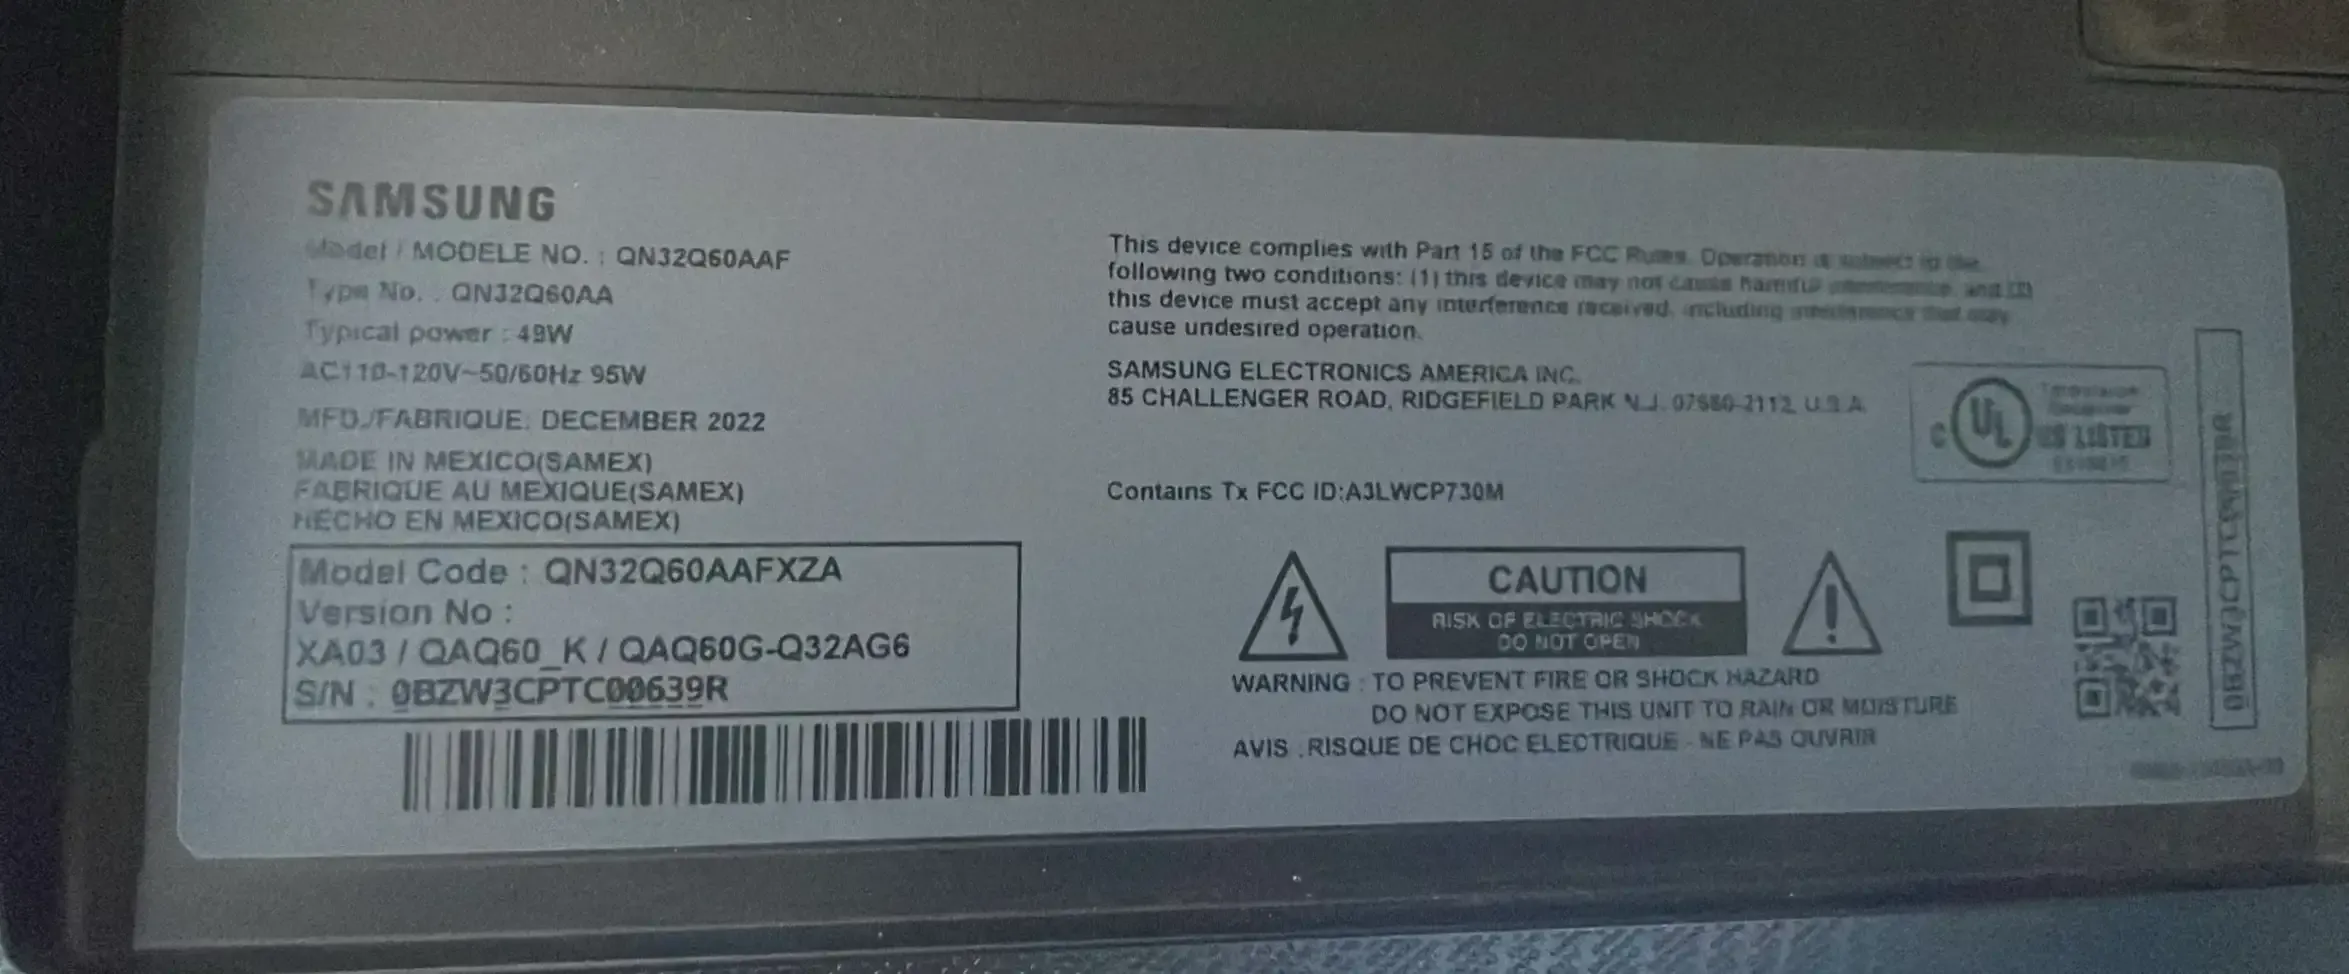 SAMSUNG
Model / MODELE NO. : QN32Q60AAF
Type No. : QN32Q60AA
Typical power : 49W
AC110-120V~50/60Hz 95W
MFD./FABRIQUE: DECEMBER 2022
MADE IN MEXICO(SAMEX)
FABRIQUE AU MEXIQUE(SAMEX)
HECHO EN MEXICO(SAMEX)
Model Code : QN32Q60AAFXZA
Version No :
XA03 / QAQ60_K / QAQ60G-Q32AG6
S/N : 0BZW3CPTC00639R
This device complies with Part 15 of the FCC Rules. Operation is subject to the
following two conditions: (1) this device may not cause harmful interference, and (2)
this device must accept any interference received, including interference that may
cause undesired operation.
SAMSUNG ELECTRONICS AMERICA INC.
85 CHALLENGER ROAD, RIDGEFIELD PARK N.J. 07660-2112, U.S.A
Contains Tx FCC ID:A3LWCP730M
C UL US LISTED
CAUTION
RISK OF ELECTRIC SHOCK
DO NOT OPEN
WARNING : TO PREVENT FIRE OR SHOCK HAZARD
DO NOT EXPOSE THIS UNIT TO RAIN OR MOISTURE
AVIS : RISQUE DE CHOC ELECTRIQUE - NE PAS OUVRIR